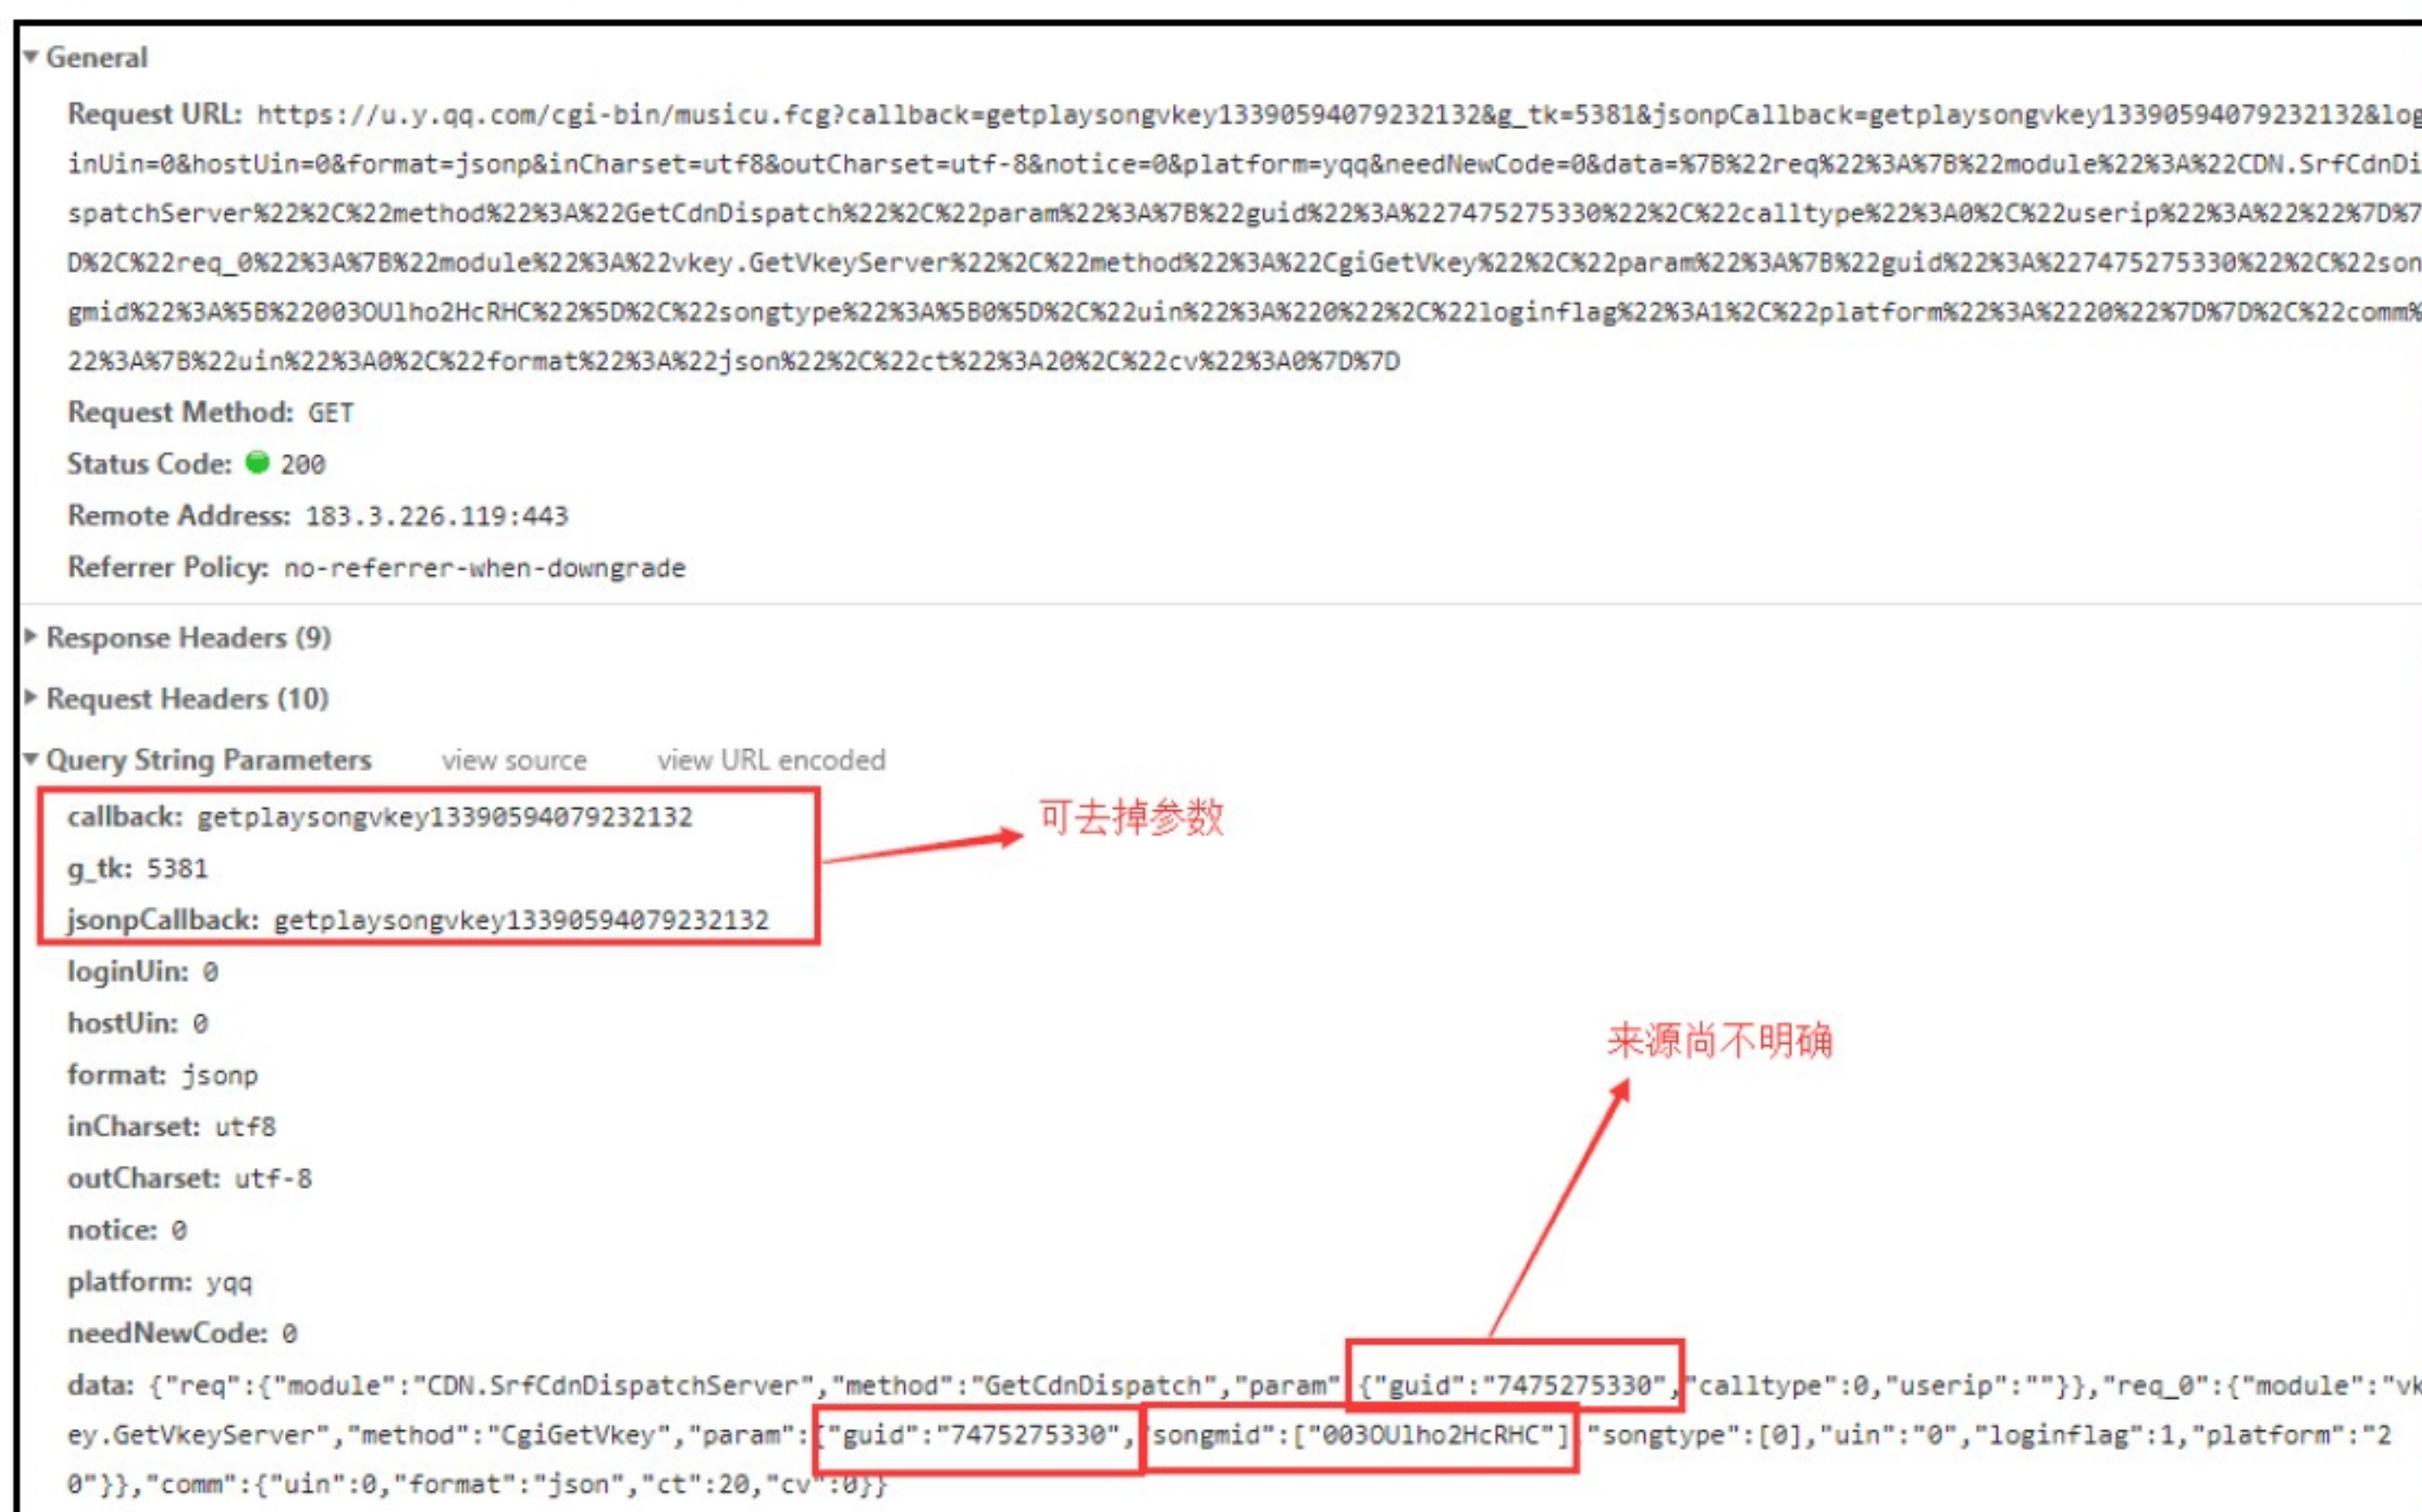 General
Request URL: https://u.y.qq.com/cgi-bin/musicu.fcg?callback=getplaysongvkey13390594079232132&g_tk=5381&jsonpCallback=getplaysongvkey13390594079232132&log
inUin=0&hostUin=0&format=jsonp&inCharset=utf8&outCharset=utf-8&notice=0&platform=yqq&needNewCode=0&data=%7B%22req%22%3A%7B%22module%22%3A%22CDN.SrfCdnDi
spatchServer%22%2C%22method%22%3A%22GetCdnDispatch%22%2C%22param%22%3A%7B%22guid%22%3A%227475275330%22%2C%22calltype%22%3A0%2C%22userip%22%3A%22%22%7D%7
D%2C%22req_0%22%3A%7B%22module%22%3A%22vkey.GetVkeyServer%22%2C%22method%22%3A%22CgiGetVkey%22%2C%22param%22%3A%7B%22guid%22%3A%227475275330%22%2C%22son
gmid%22%3A%5B%22003OUlho2HcRHC%22%5D%2C%22songtype%22%3A%5B0%5D%2C%22uin%22%3A%220%22%2C%22loginflag%22%3A1%2C%22platform%22%3A%2220%22%7D%7D%2C%22comm%
22%3A%7B%22uin%22%3A0%2C%22format%22%3A%22json%22%2C%22ct%22%3A20%2C%22cv%22%3A0%7D%7D
Request Method: GET
Status Code: 200
Remote Address: 183.3.226.119:443
Referrer Policy: no-referrer-when-downgrade
Response Headers (9)
Request Headers (10)
Query String Parameters view source view URL encoded
callback: getplaysongvkey13390594079232132
可去掉参数
g_tk: 5381
jsonpCallback: getplaysongvkey13390594079232132
loginUin: 0
hostUin: 0
来源尚不明确
format: jsonp
inCharset: utf8
outCharset: utf-8
notice: 0
platform: yqq
needNewCode: 0
data: {"req":{"module":"CDN.SrfCdnDispatchServer","method":"GetCdnDispatch","param" {"guid":"7475275330","calltype":0,"userip":""}},"req_0":{"module":"vk
ey.GetVkeyServer","method":"CgiGetVkey","param":{"guid":"7475275330","songmid":["003OUlho2HcRHC"] "songtype":[0],"uin":"0","loginflag":1,"platform":"2
0"}},"comm":{"uin":0,"format":"json","ct":20,"cv":0}}